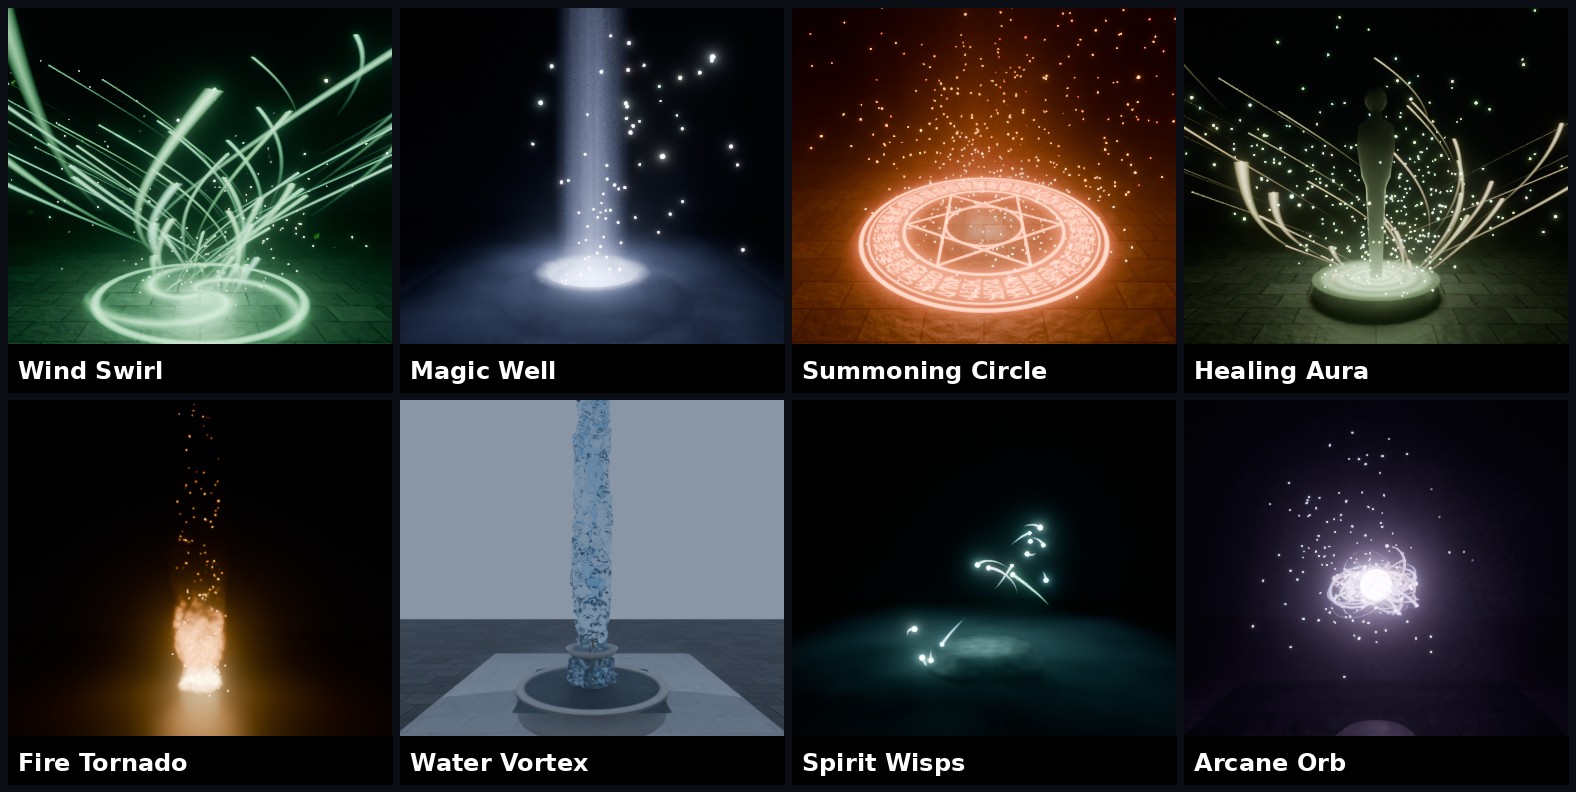 Wind Swirl
Magic Well
Summoning Circle
Healing Aura
Fire Tornado
Water Vortex
Spirit Wisps
Arcane Orb